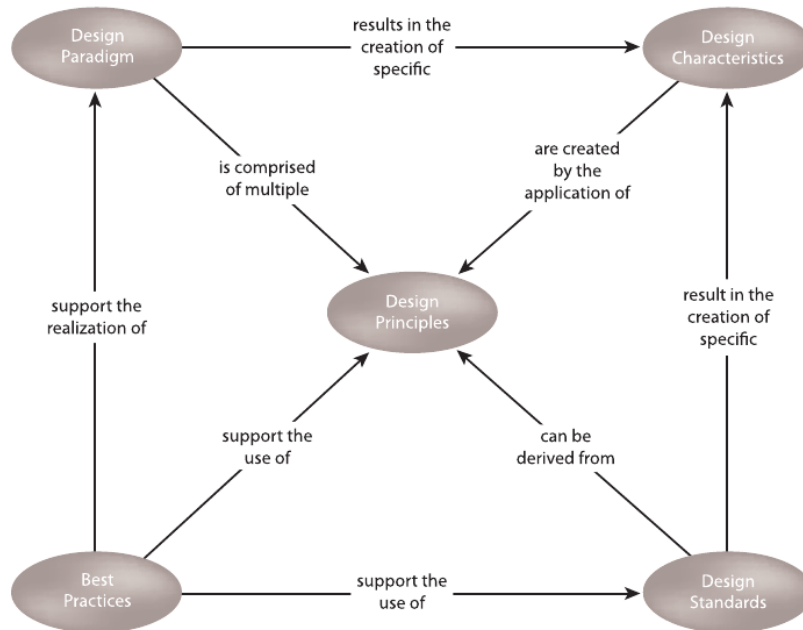 Design
Paradigm
results in the
creation of
specific
Design
Characteristics
is comprised
of multiple
are created
by the
application of
support the
realization of
Design
Principles
result in the
creation of
specific
support the
use of
can be
derived from
Best
Practices
support the
use of
Design
Standards